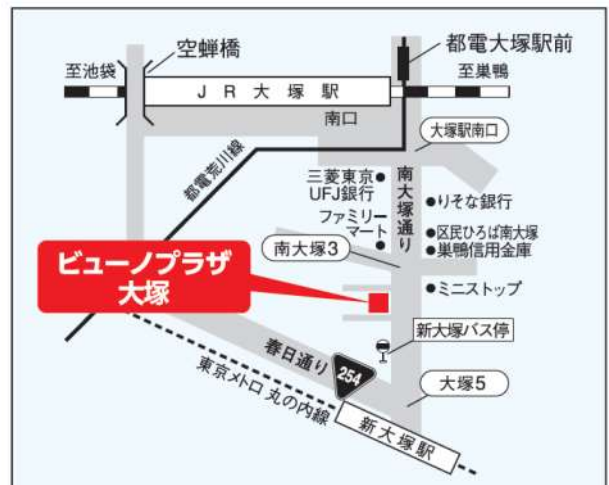 空蝉橋
都電大塚駅前
至池袋
至巣鴨
JR大塚駅
南口
大塚駅南口
都電荒川線
三菱東京
UFJ銀行
南大塚通り
りそな銀行
ファミリー
マート
区民ひろば南大塚
巣鴨信用金庫
南大塚3
ビューノプラザ
大塚
ミニストップ
新大塚バス停
春日通り
254
大塚5
東京メトロ 丸の内線
新大塚駅